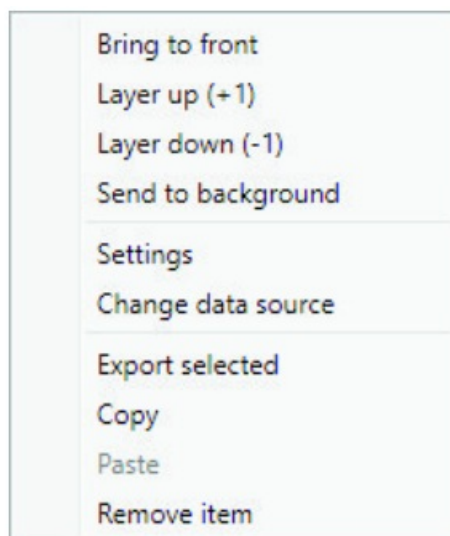 Bring to front
Layer up (+1)
Layer down (-1)
Send to background
Settings
Change data source
Export selected
Copy
Paste
Remove item